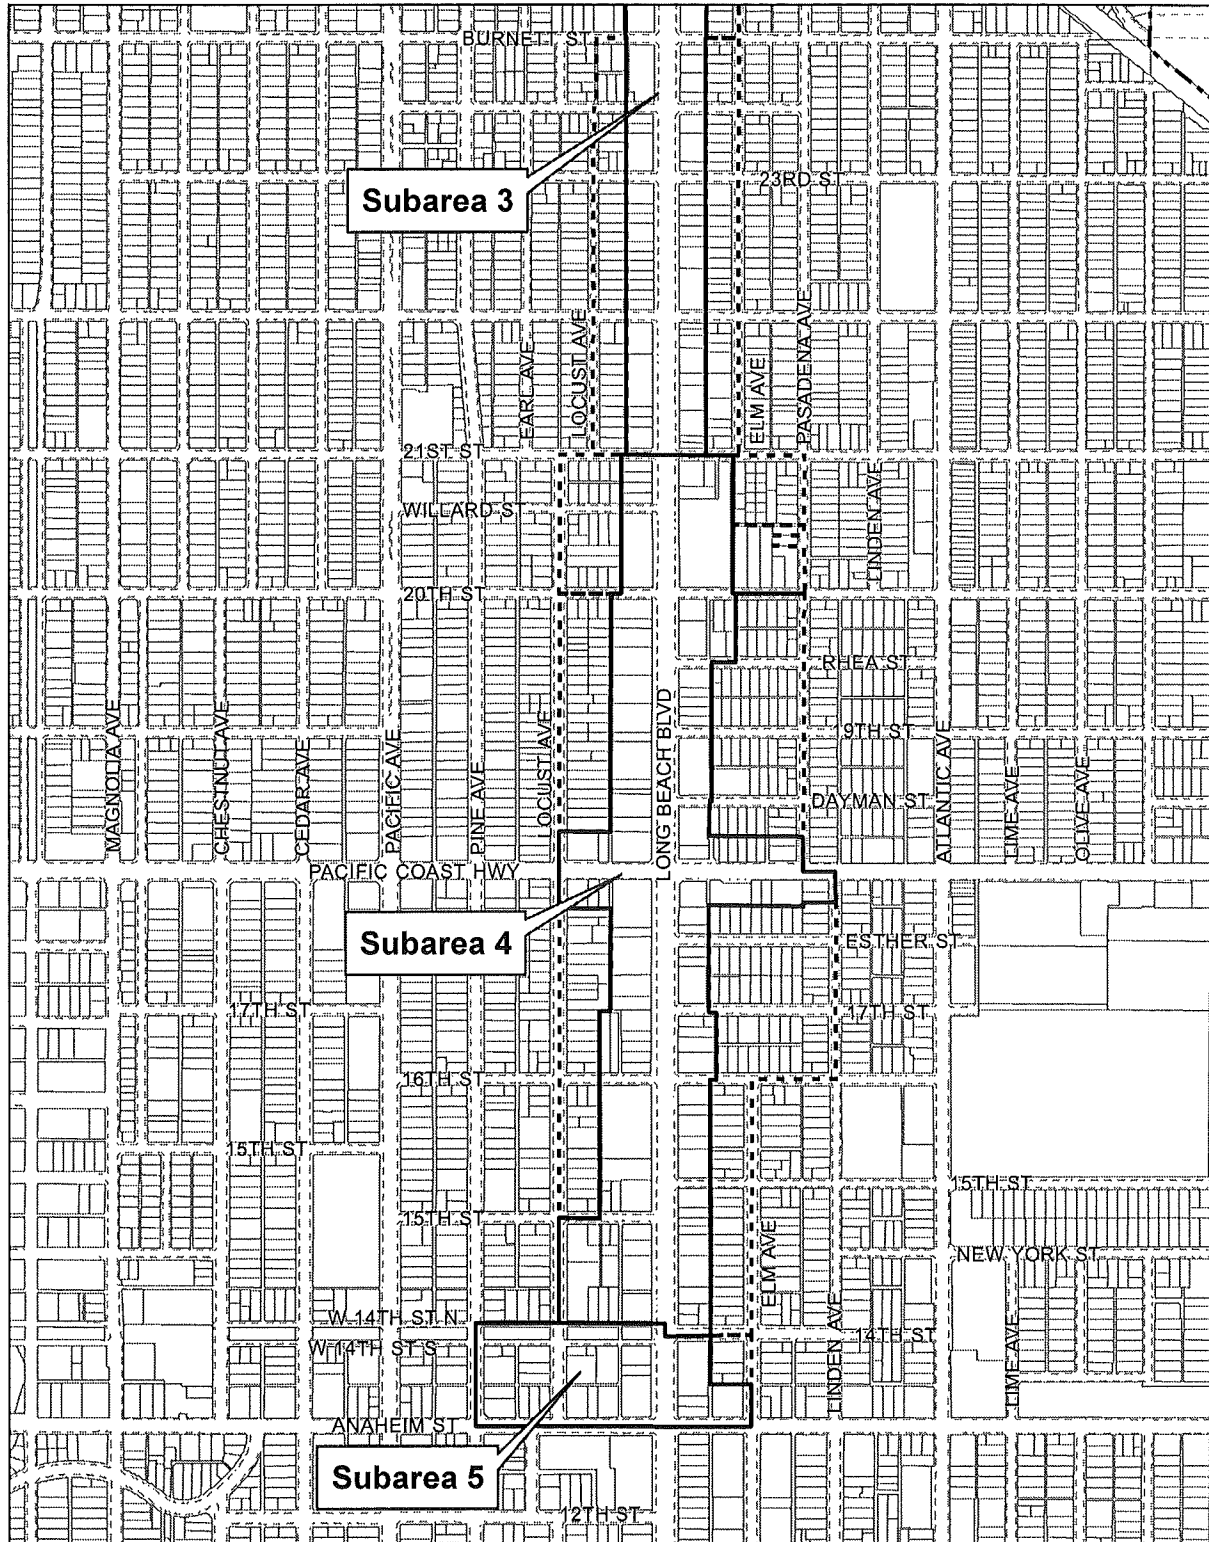 BURNETT ST
Subarea 3
23RD ST
EARL AVE
LOCUST AVE
ELM AVE
PASADENA AVE
21ST ST
WILLARD ST
LINDEN AVE
20TH ST
RHEA ST
MAGNOLIA AVE
CHESTNUT AVE
CEDAR AVE
PACIFIC AVE
PINE AVE
LOCUST AVE
LONG BEACH BLVD
19TH ST
DAYMAN ST
ATLANTIC AVE
LIME AVE
OLIVE AVE
PACIFIC COAST HWY
Subarea 4
ESTHER ST
17TH ST
17TH ST
16TH ST
15TH ST
15TH ST
15TH ST
ELM AVE
NEW YORK ST
W 14TH ST N
W 14TH ST S
14TH ST
LINDEN AVE
LIME AVE
ANAHEIM ST
Subarea 5
12TH ST